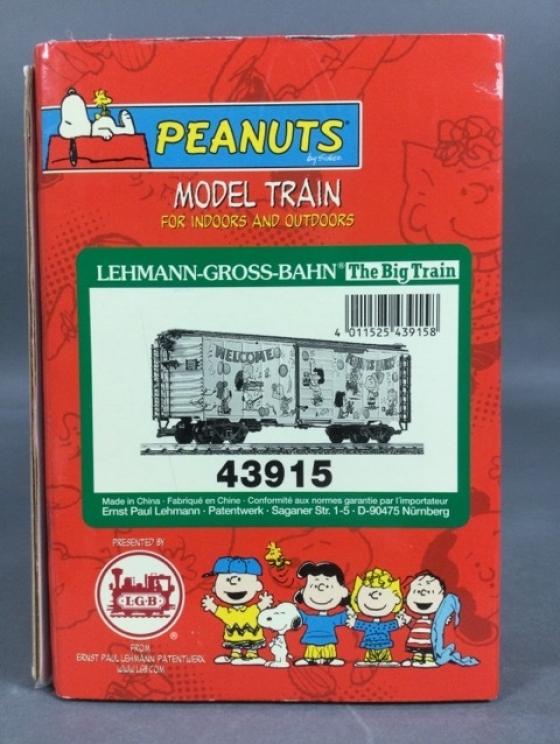 PEANUTS®
by Schulz
MODEL TRAIN
FOR INDOORS AND OUTDOORS
LEHMANN-GROSS-BAHN® The Big Train
4 011525 439158
WELCOME
43915
Made in China · Fabriqué en Chine · Conformité aux normes garantie par l'importateur
Ernst Paul Lehmann · Patentwerk · Saganer Str. 1-5 · D-90475 Nürnberg
PRESENTED BY
L·G·B
®
FROM
ERNST PAUL LEHMANN PATENTWERK
WWW.LGB.COM